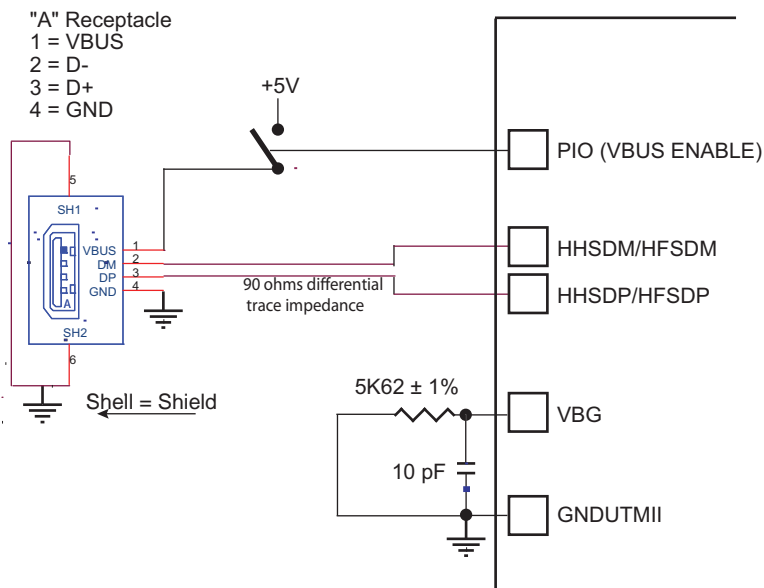 "A" Receptacle
1 = VBUS
2 = D-
3 = D+
4 = GND
+5V
PIO (VBUS ENABLE)
5
SH1
VBUS 1
DM 2
DP 3
GND 4
A
SH2
6
HHSDM/HFSDM
90 ohms differential
trace impedance
HHSDP/HFSDP
Shell = Shield
5K62 ± 1%
VBG
10 pF
GNDUTMII